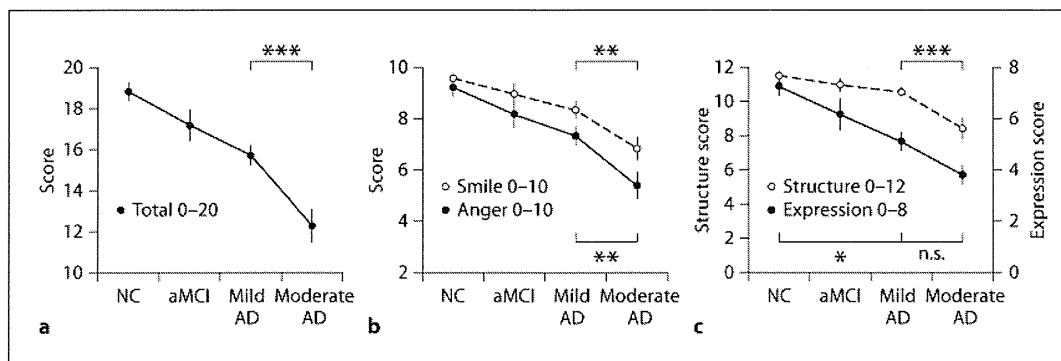 ***
20
18
16
14
12
10
Score
Total 0–20
NC
aMCI
Mild AD
Moderate AD
a
**
10
8
6
4
2
Score
Smile 0–10
Anger 0–10
**
NC
aMCI
Mild AD
Moderate AD
b
***
12
10
8
6
4
2
0
Structure score
8
6
4
2
0
Expression score
Structure 0–12
Expression 0–8
*
n.s.
NC
aMCI
Mild AD
Moderate AD
c